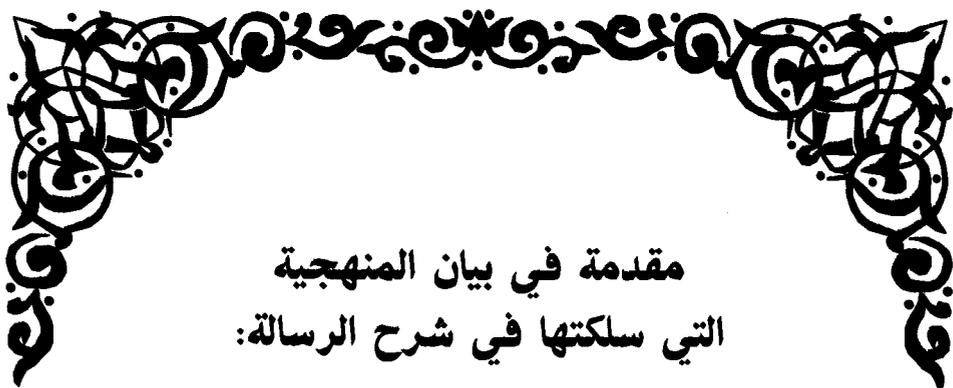 مقدمة في بيان المنهجية
التي سلكتها في شرح الرسالة: